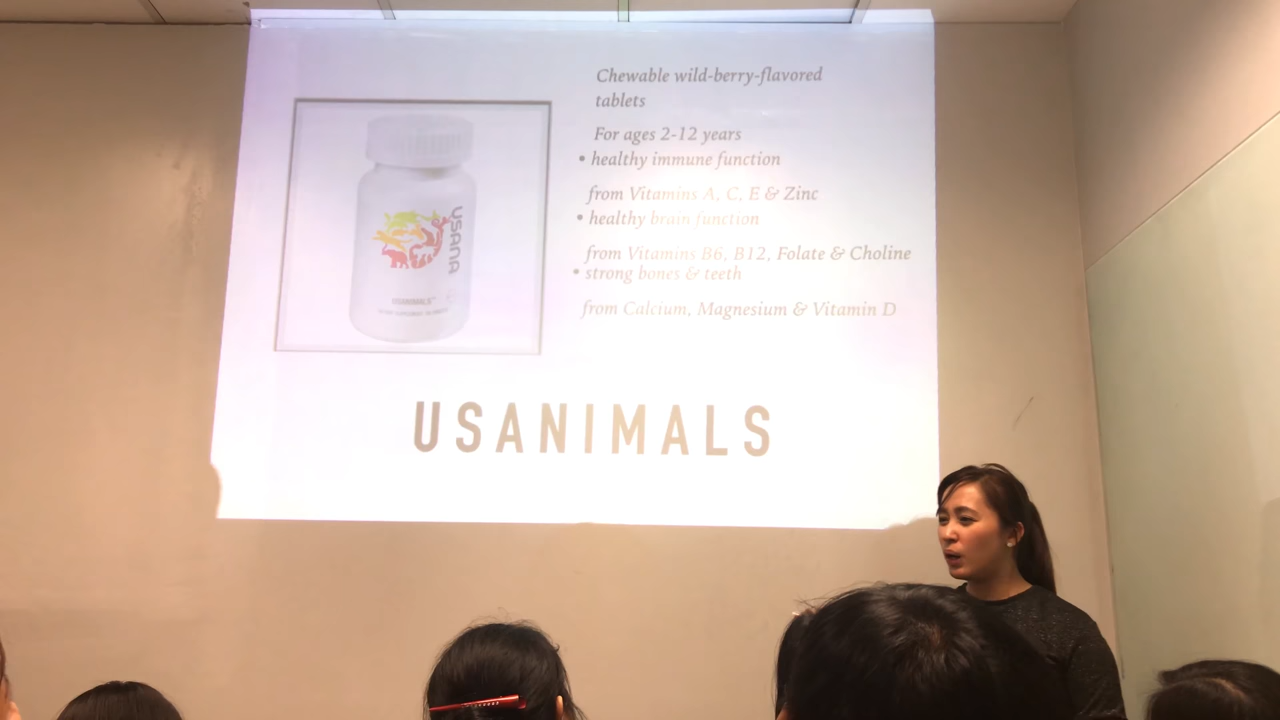 Chewable wild-berry-flavored
tablets
For ages 2-12 years
• healthy immune function
from Vitamins A, C, E & Zinc
• healthy brain function
from Vitamins B6, B12, Folate & Choline
• strong bones & teeth
from Calcium, Magnesium & Vitamin D
USANA
USANIMALS™
USANIMALS